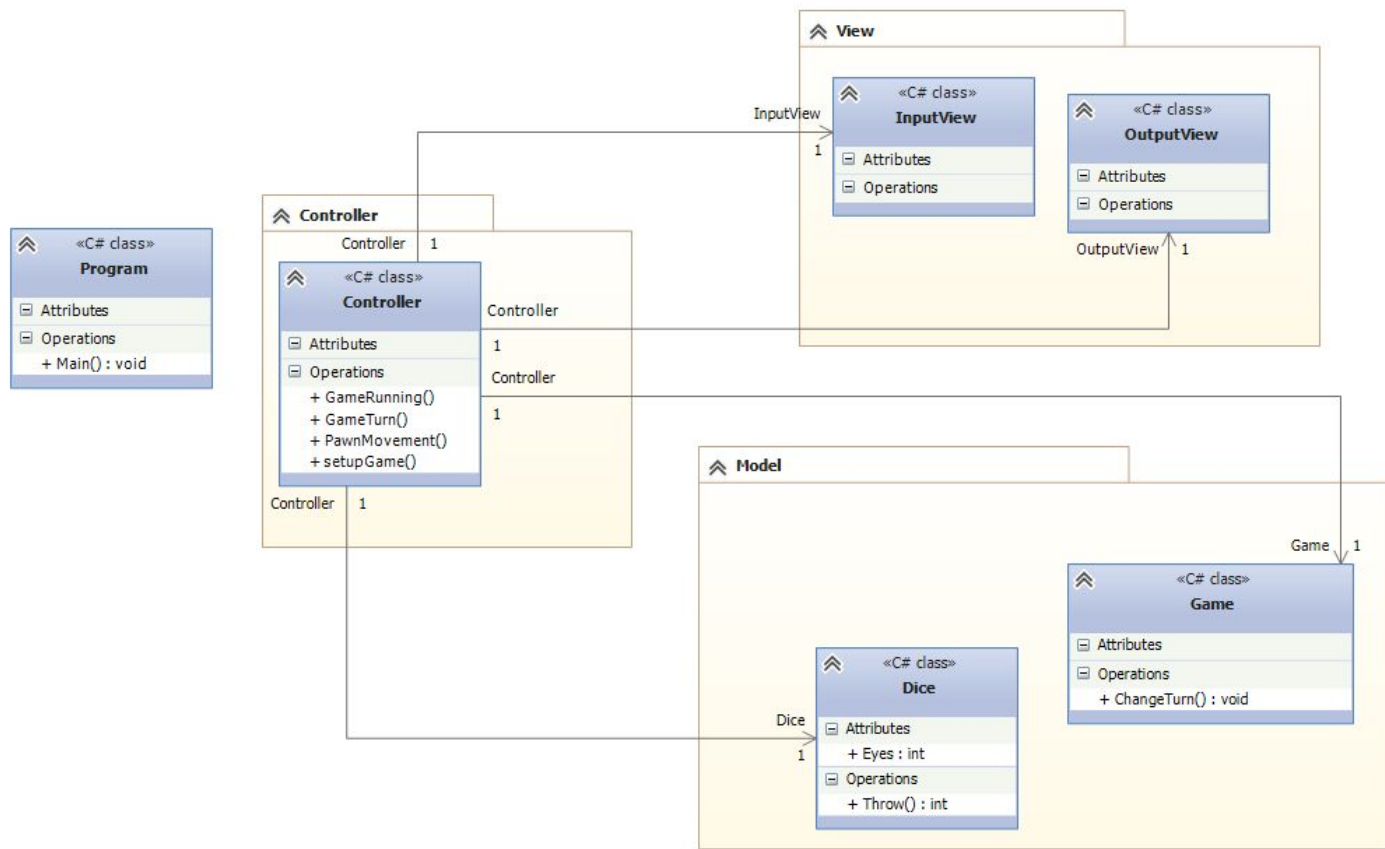 View
«C# class»
InputView
Attributes
Operations
«C# class»
OutputView
Attributes
Operations
InputView
1
OutputView
1
Controller
Controller
1
«C# class»
Controller
Attributes
Operations
+ GameRunning()
+ GameTurn()
+ PawnMovement()
+ setupGame()
Controller
1
Controller
1
Controller
1
«C# class»
Program
Attributes
Operations
+ Main() : void
Model
Game
1
«C# class»
Game
Attributes
Operations
+ ChangeTurn() : void
Dice
1
«C# class»
Dice
Attributes
+ Eyes : int
Operations
+ Throw() : int